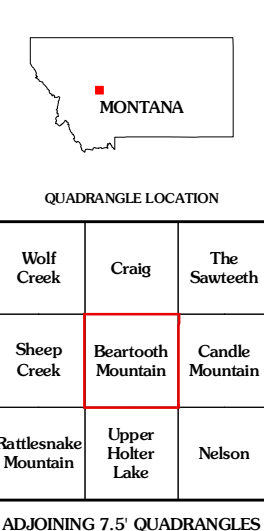 MONTANA
QUADRANGLE LOCATION
Wolf
Creek
Craig
The
Sawteeth
Sheep
Creek
Beartooth
Mountain
Candle
Mountain
Rattlesnake
Mountain
Upper
Holter
Lake
Nelson
ADJOINING 7.5' QUADRANGLES